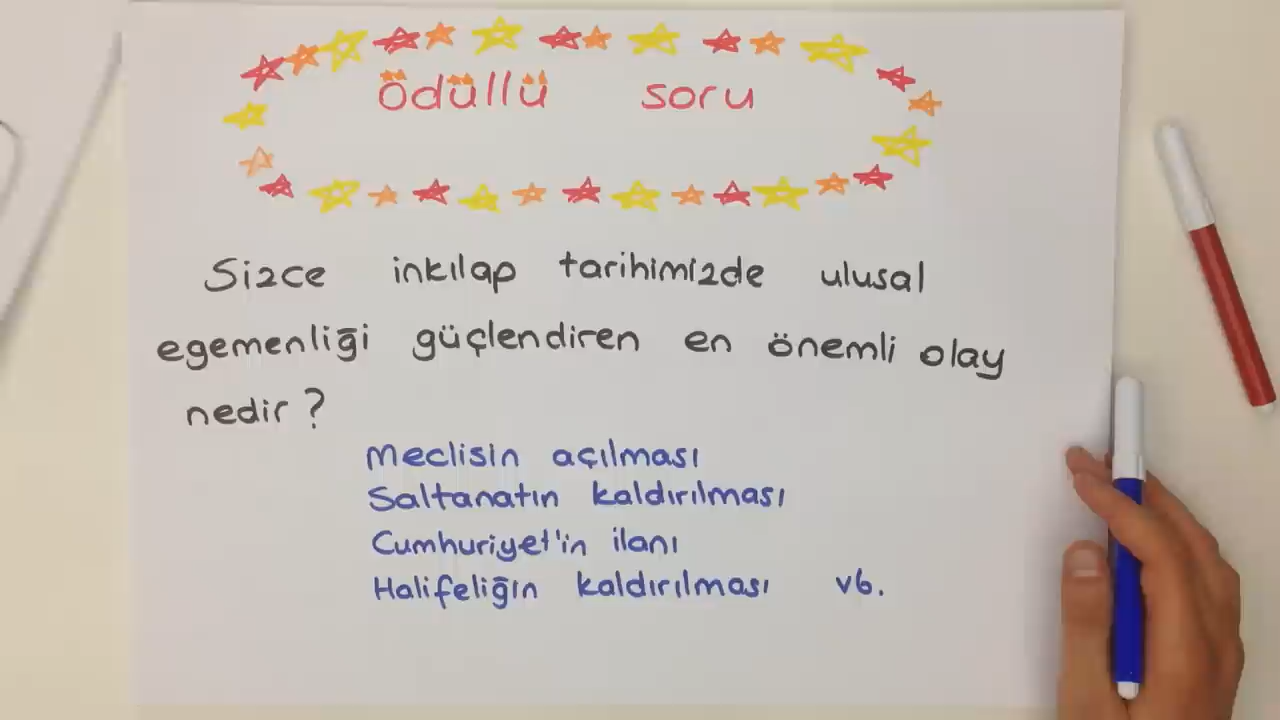 ödüllü soru
Sizce inkılap tarihimizde ulusal
egemenliği güçlendiren en önemli olay
nedir?
Meclisin açılması
Saltanatın kaldırılması
Cumhuriyet'in ilanı
Halifeliğin kaldırılması vb.